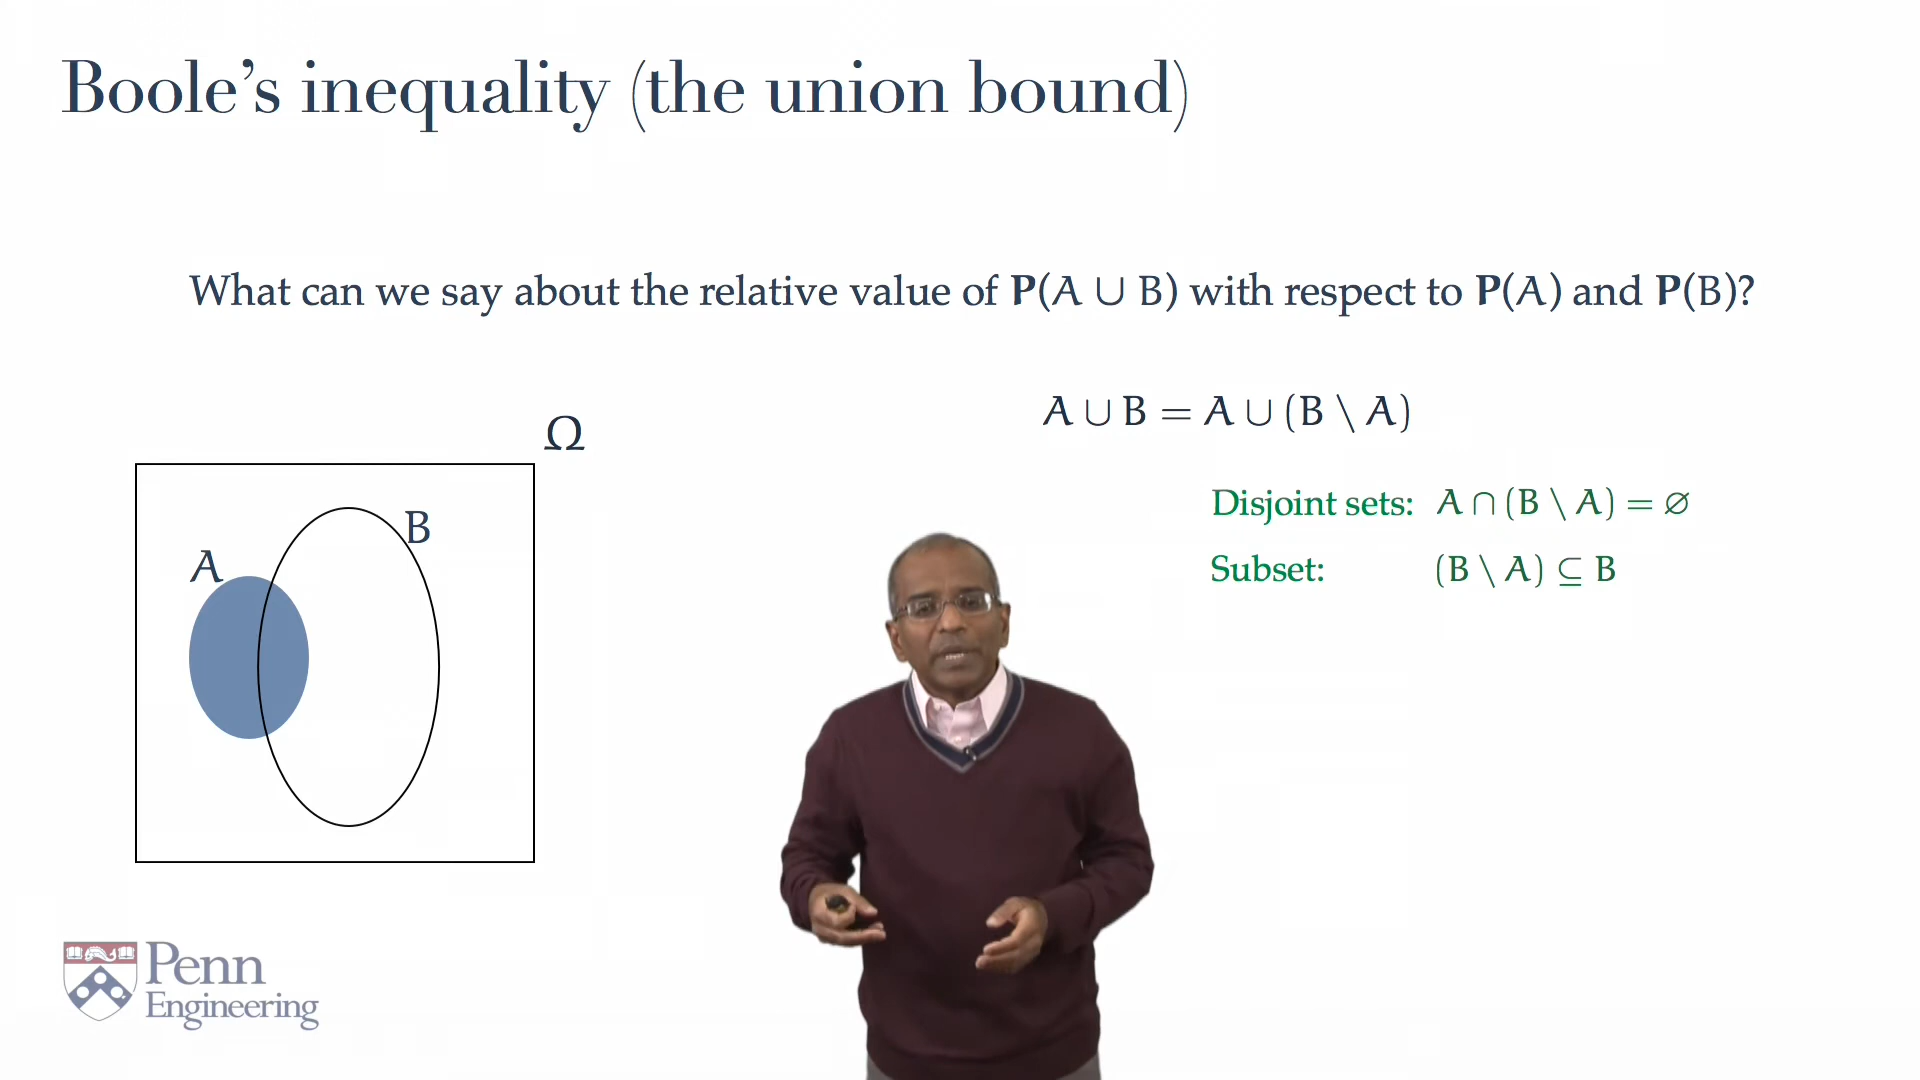 Boole's inequality (the union bound)
What can we say about the relative value of P(A ∪ B) with respect to P(A) and P(B)?
A ∪ B = A ∪ (B \ A)
Ω
Disjoint sets: A ∩ (B \ A) = ∅
B
A
Subset: (B \ A) ⊆ B
Penn
Engineering